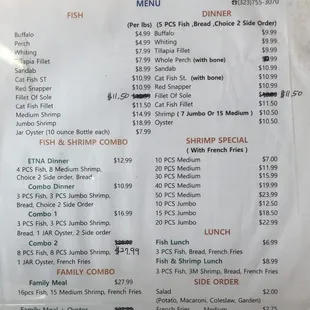 MENU
(323)755-3070
FISH
(Per lbs)
Buffalo $4.99
Perch $4.99
Whiting $7.99
Tilapia Fillet $7.99
Sandab $8.99
Cat Fish ST $10.99
Red Snapper $10.99
Fillet Of Sole $11.50
Cat Fish Fillet $11.50
Medium Shrimp $14.99
Jumbo Shrimp $18.99
Jar Oyster (10 ounce Bottle each) $7.99
DINNER
(5 PCS Fish ,Bread ,Choice 2 Side Order)
Buffalo $9.99
Whiting $9.99
Tillapia Fillet $7.99
Whole Perch (with bone)
Sandab
Cat Fish St. (with bone)
Red Snapper $10.99
Fillet Of Sole $11.50
Cat Fish Fillet $11.50
Shrimp ( 7 Jumbo Or 15 Medium ) $10.50
Oyster $10.50
FISH & SHRIMP COMBO
ETNA Dinner $12.99
4 PCS Fish, 8 Medium Shrimp,
Choice 2 Side order, Bread
Combo Dinner $10.99
3 PCS Fish, 3 PCS Jumbo Shrimp,
Bread, Choice 2 Side Order
Combo 1 $16.99
3 PCS Fish, 3 PCS Jumbo Shrimp,
Bread, 1 JAR Oyster, 2 Side order
Combo 2
8 PCS Fish, 8 PCS Jumbo Shrimp, $27.99
1 JAR Oyster, French Fries
FAMILY COMBO
Family Meal $27.99
16pcs Fish, 15 Medium Shrimp, French Fries
SHRIMP SPECIAL
( With French Fries )
10 PCS Medium $7.00
20 PCS Medium $11.99
30 PCS Medium $15.99
40 PCS Medium $19.99
50 PCS Medium $23.99
10 PCS Jumbo $12.50
15 PCS Jumbo $18.50
20 PCS Jumbo $22.99
LUNCH
Fish Lunch $6.99
3 PCS Fish, Bread, French Fries
Fish & Shrimp Lunch $8.99
3 PCS Fish, 3M Shrimp, Bread, French Fries
SIDE ORDER
Salad $2.00
(Potato, Macaroni, Coleslaw, Garden)
French Fries Medium $2.75